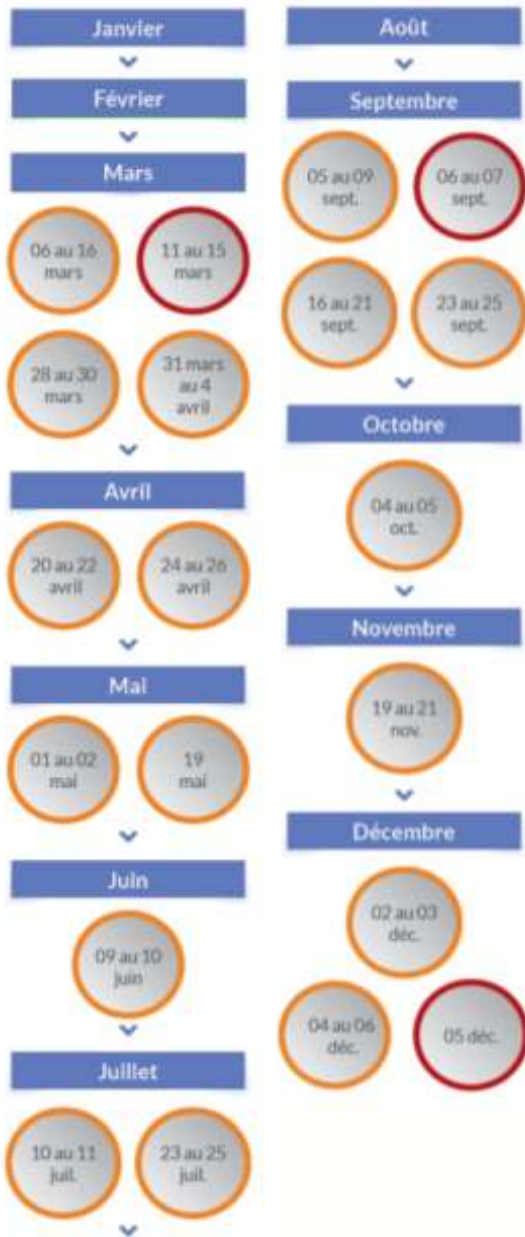 Janvier
Février
Mars
06 au 16
mars
11 au 15
mars
28 au 30
mars
31 mars
au 4
avril
Avril
20 au 22
avril
24 au 26
avril
Mai
01 au 02
mai
19
mai
Juin
09 au 10
juin
Juillet
10 au 11
juil.
23 au 25
juil.
Août
Septembre
05 au 09
sept.
06 au 07
sept.
16 au 21
sept.
23 au 25
sept.
Octobre
04 au 05
oct.
Novembre
19 au 21
nov.
Décembre
02 au 03
déc.
04 au 06
déc.
05 déc.